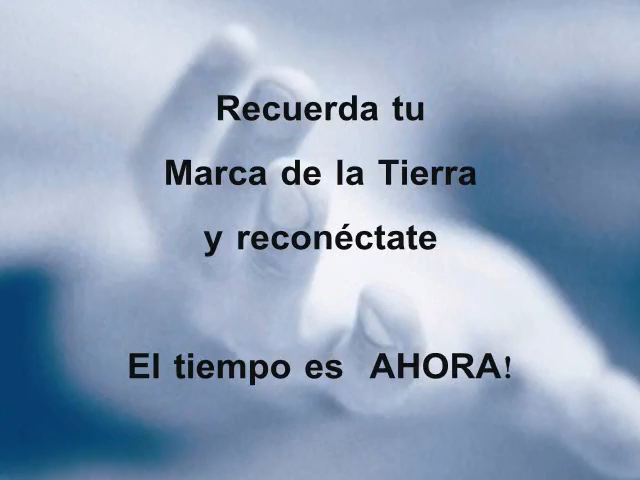 Recuerda tu
Marca de la Tierra
y reconéctate
El tiempo es AHORA!